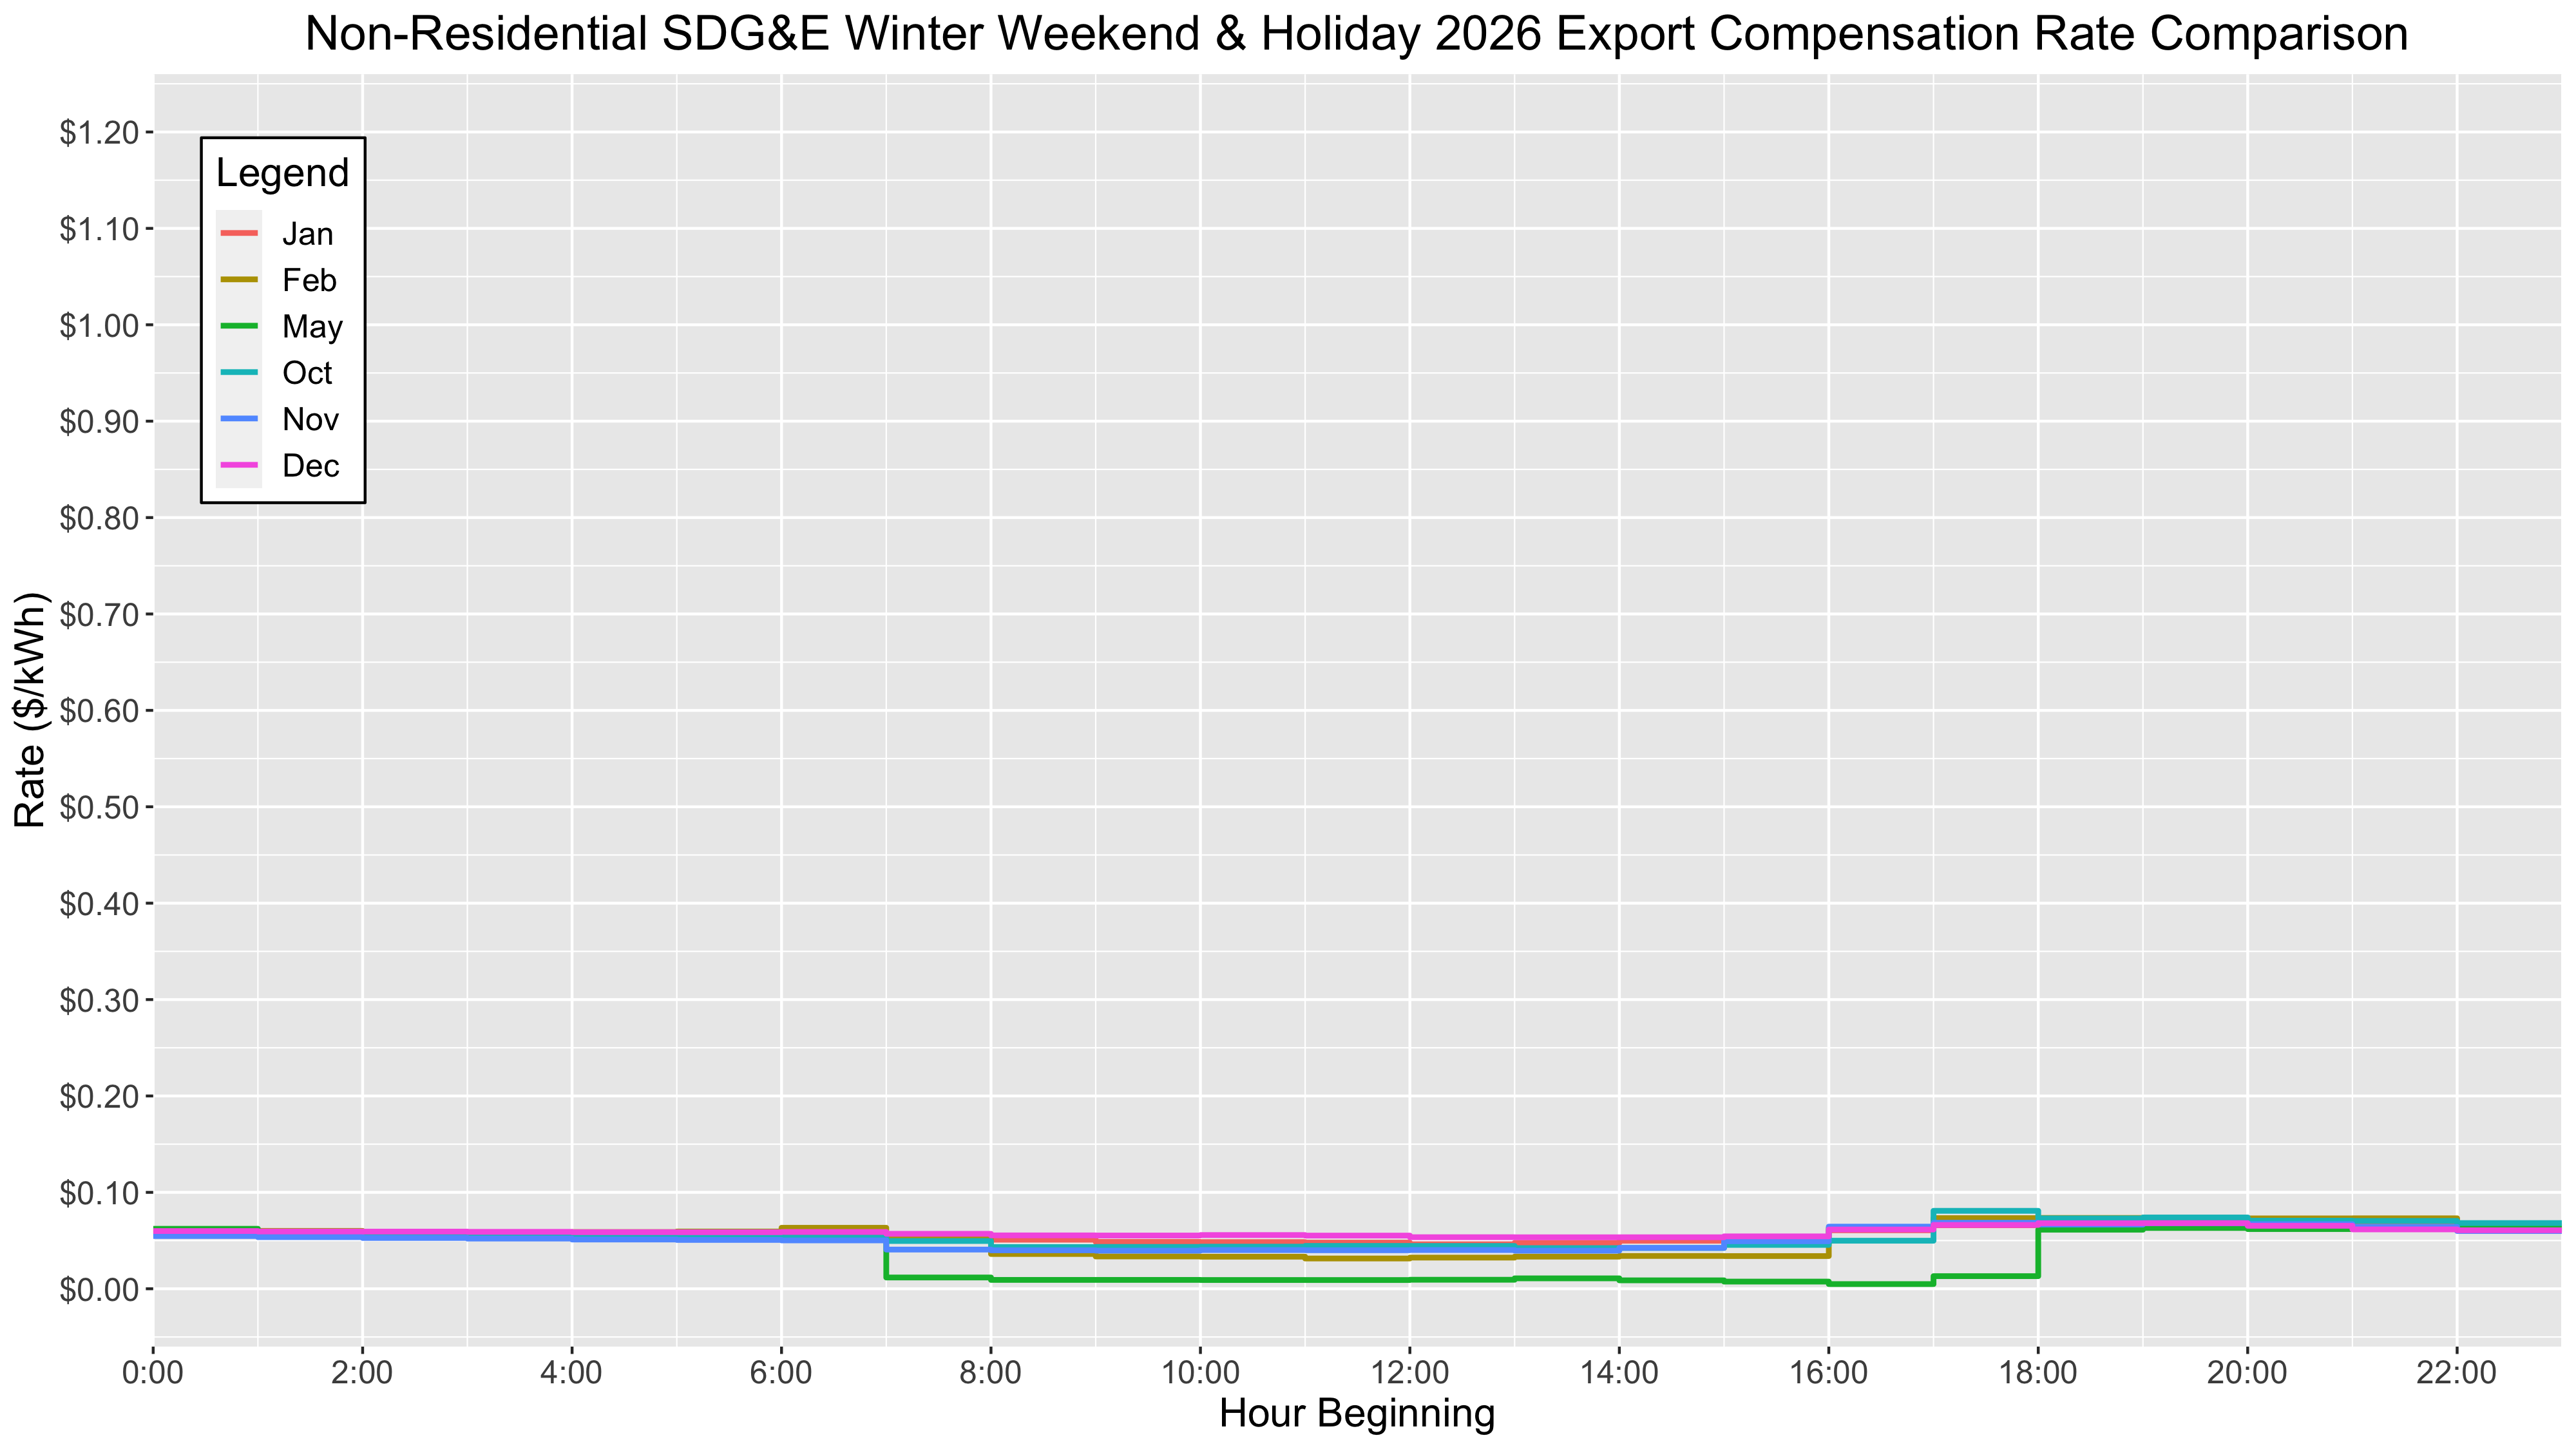 Non-Residential SDG&E Winter Weekend & Holiday 2026 Export Compensation Rate Comparison
Legend
Jan
Feb
May
Oct
Nov
Dec
Rate ($/kWh)
$1.20
$1.10
$1.00
$0.90
$0.80
$0.70
$0.60
$0.50
$0.40
$0.30
$0.20
$0.10
$0.00
0:00 2:00 4:00 6:00 8:00 10:00 12:00 14:00 16:00 18:00 20:00 22:00
Hour Beginning